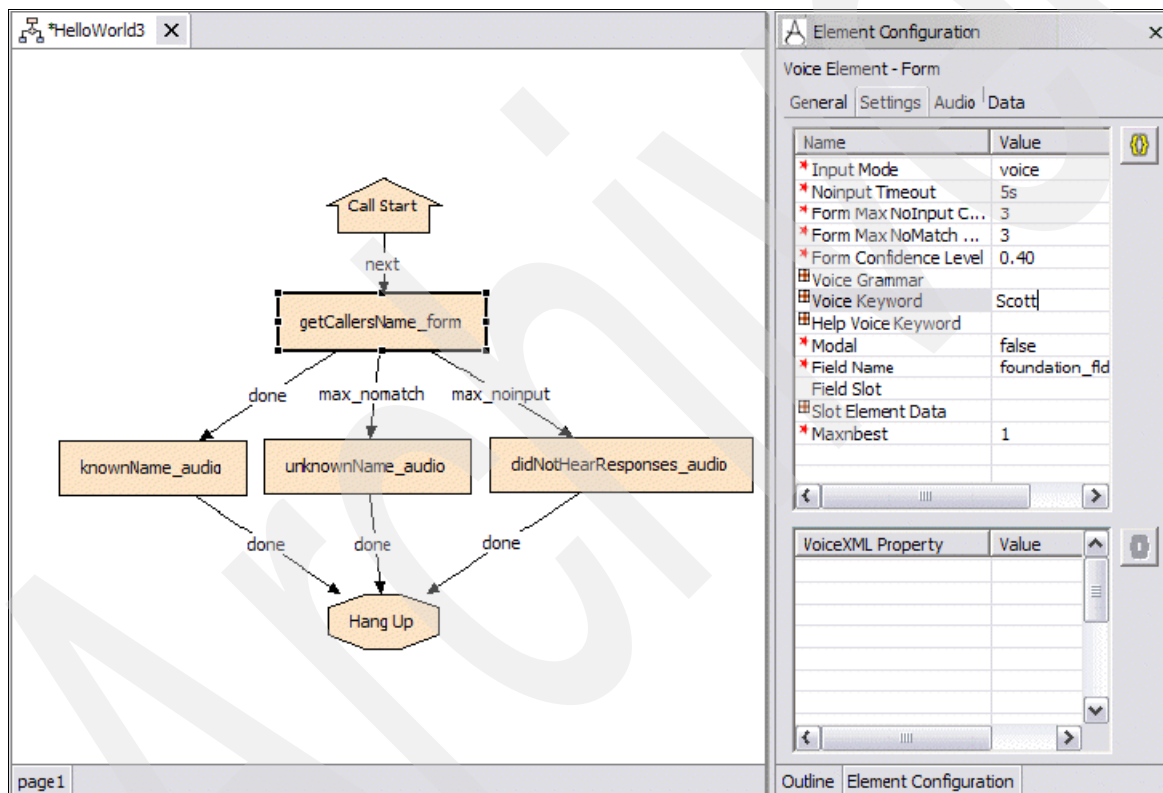 *HelloWorld3 X
Call Start
next
getCallersName_form
done max_nomatch max_noinput
knownName_audio unknownName_audio didNotHearResponses_audio
done done done
Hang Up
page1
Element Configuration
Voice Element - Form
General Settings Audio Data
Name Value
* Input Mode voice
* Noinput Timeout 5s
* Form Max NoInput C... 3
* Form Max NoMatch ... 3
* Form Confidence Level 0.40
Voice Grammar
Voice Keyword Scott
Help Voice Keyword
* Modal false
* Field Name foundation_fld
Field Slot
Slot Element Data
* Maxnbest 1
VoiceXML Property Value
Outline Element Configuration